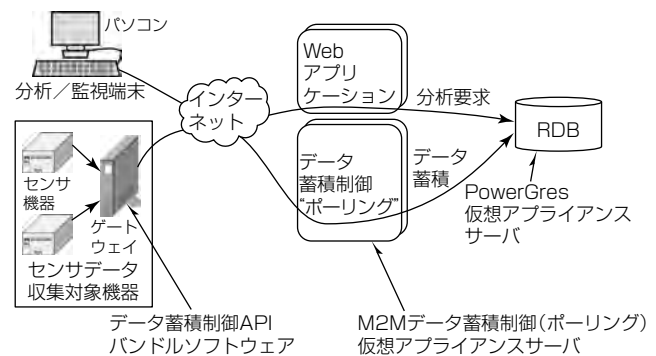 パソコン
分析／監視端末
インター
ネット
Web
アプリ
ケーション
分析要求
RDB
データ
蓄積制御
“ポーリング”
データ
蓄積
PowerGres
仮想アプライアンス
サーバ
センサ
機器
ゲート
ウェイ
センサデータ
収集対象機器
データ蓄積制御API
バンドルソフトウェア
M2Mデータ蓄積制御（ポーリング）
仮想アプライアンスサーバ